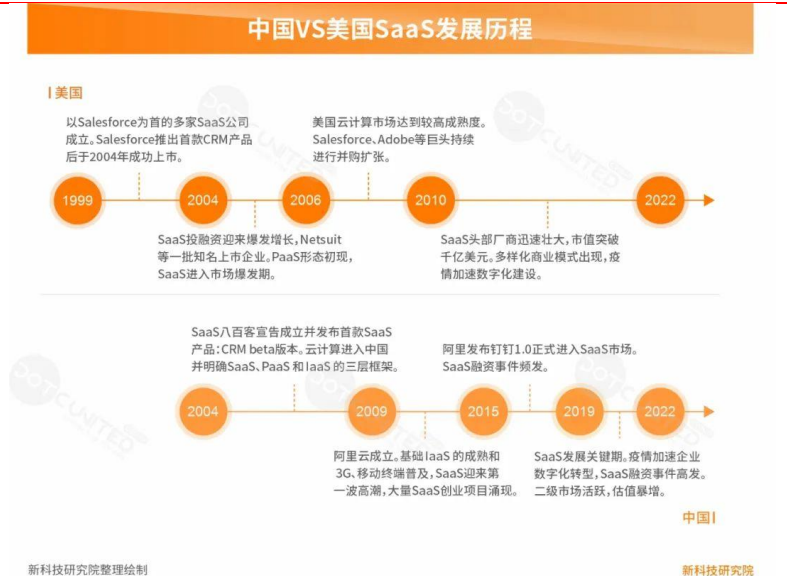 中国VS美国SaaS发展历程
美国
以Salesforce为首的多家SaaS公司
成立。Salesforce推出首款CRM产品
后于2004年成功上市。
美国云计算市场达到较高成熟度。
Salesforce、Adobe等巨头持续
进行并购扩张。
1999
2004
2006
2010
2022
SaaS投融资迎来爆发增长，Netsuit
等一批知名上市企业。PaaS形态初现，
SaaS进入市场爆发期。
SaaS头部厂商迅速壮大，市值突破
千亿美元。多样化商业模式出现，疫
情加速数字化建设。
SaaS八百客宣告成立并发布首款SaaS
产品：CRM beta版本。云计算进入中国
并明确SaaS、PaaS 和 IaaS 的三层框架。
阿里发布钉钉1.0正式进入SaaS市场。
SaaS融资事件频发。
2004
2009
2015
2019
2022
阿里云成立。基础 IaaS 的成熟和
3G、移动终端普及，SaaS迎来第
一波高潮，大量SaaS创业项目涌现。
SaaS发展关键期。疫情加速企业
数字化转型，SaaS融资事件高发。
二级市场活跃，估值暴增。
中国
新科技研究院整理绘制
新科技研究院
DOTC UNITED
DOTC UNITED
DOTC UNITED
DOTC UNITED
DOTC UNITED